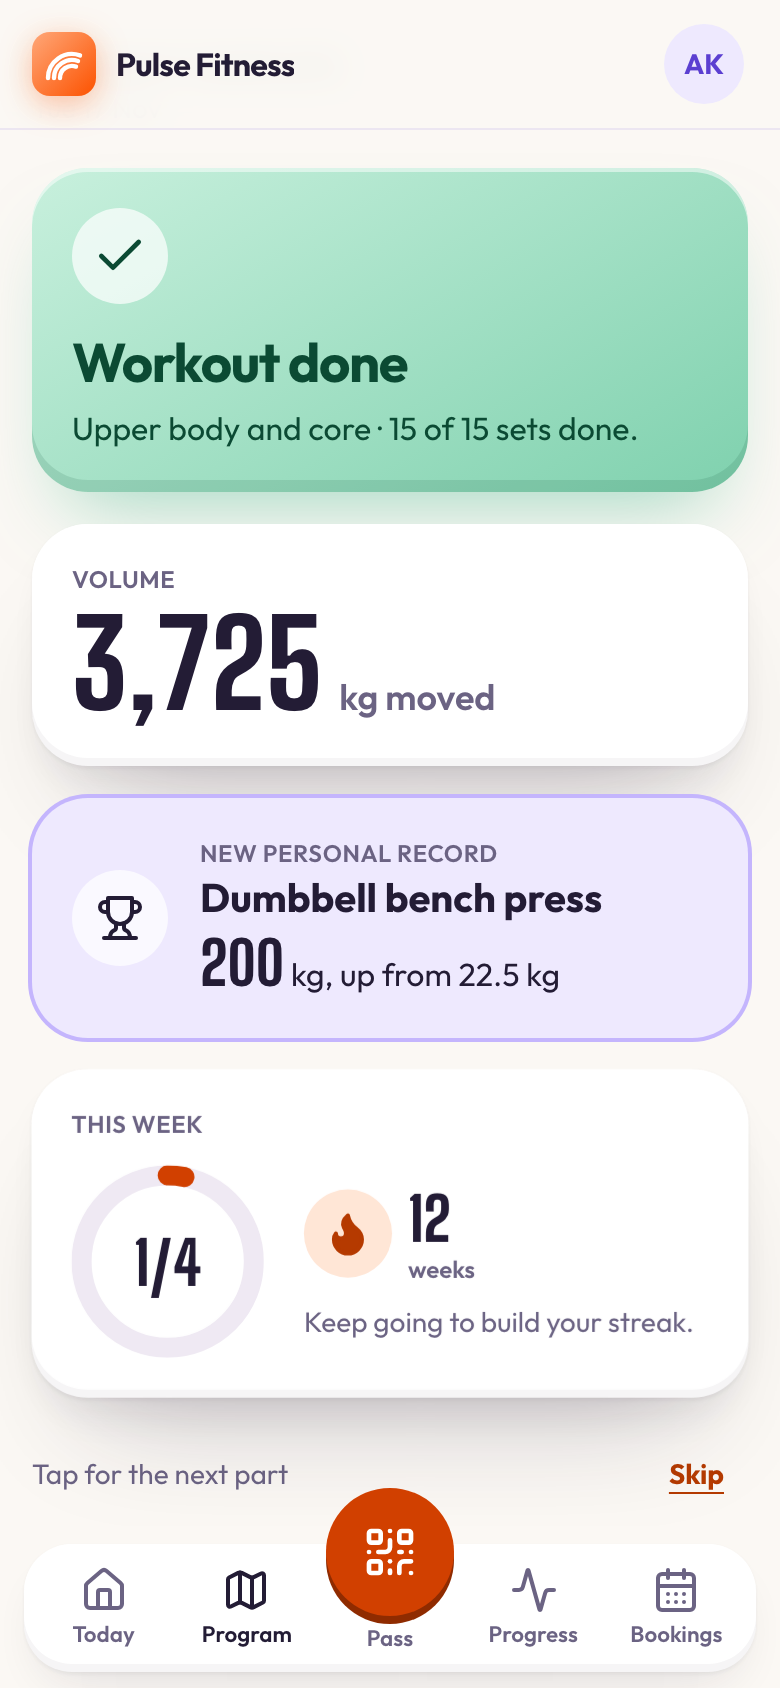 Pulse Fitness
AK
Workout done
Upper body and core · 15 of 15 sets done.
VOLUME
3,725 kg moved
NEW PERSONAL RECORD
Dumbbell bench press
200 kg, up from 22.5 kg
THIS WEEK
1/4
12
weeks
Keep going to build your streak.
Tap for the next part
Skip
Today
Program
Pass
Progress
Bookings